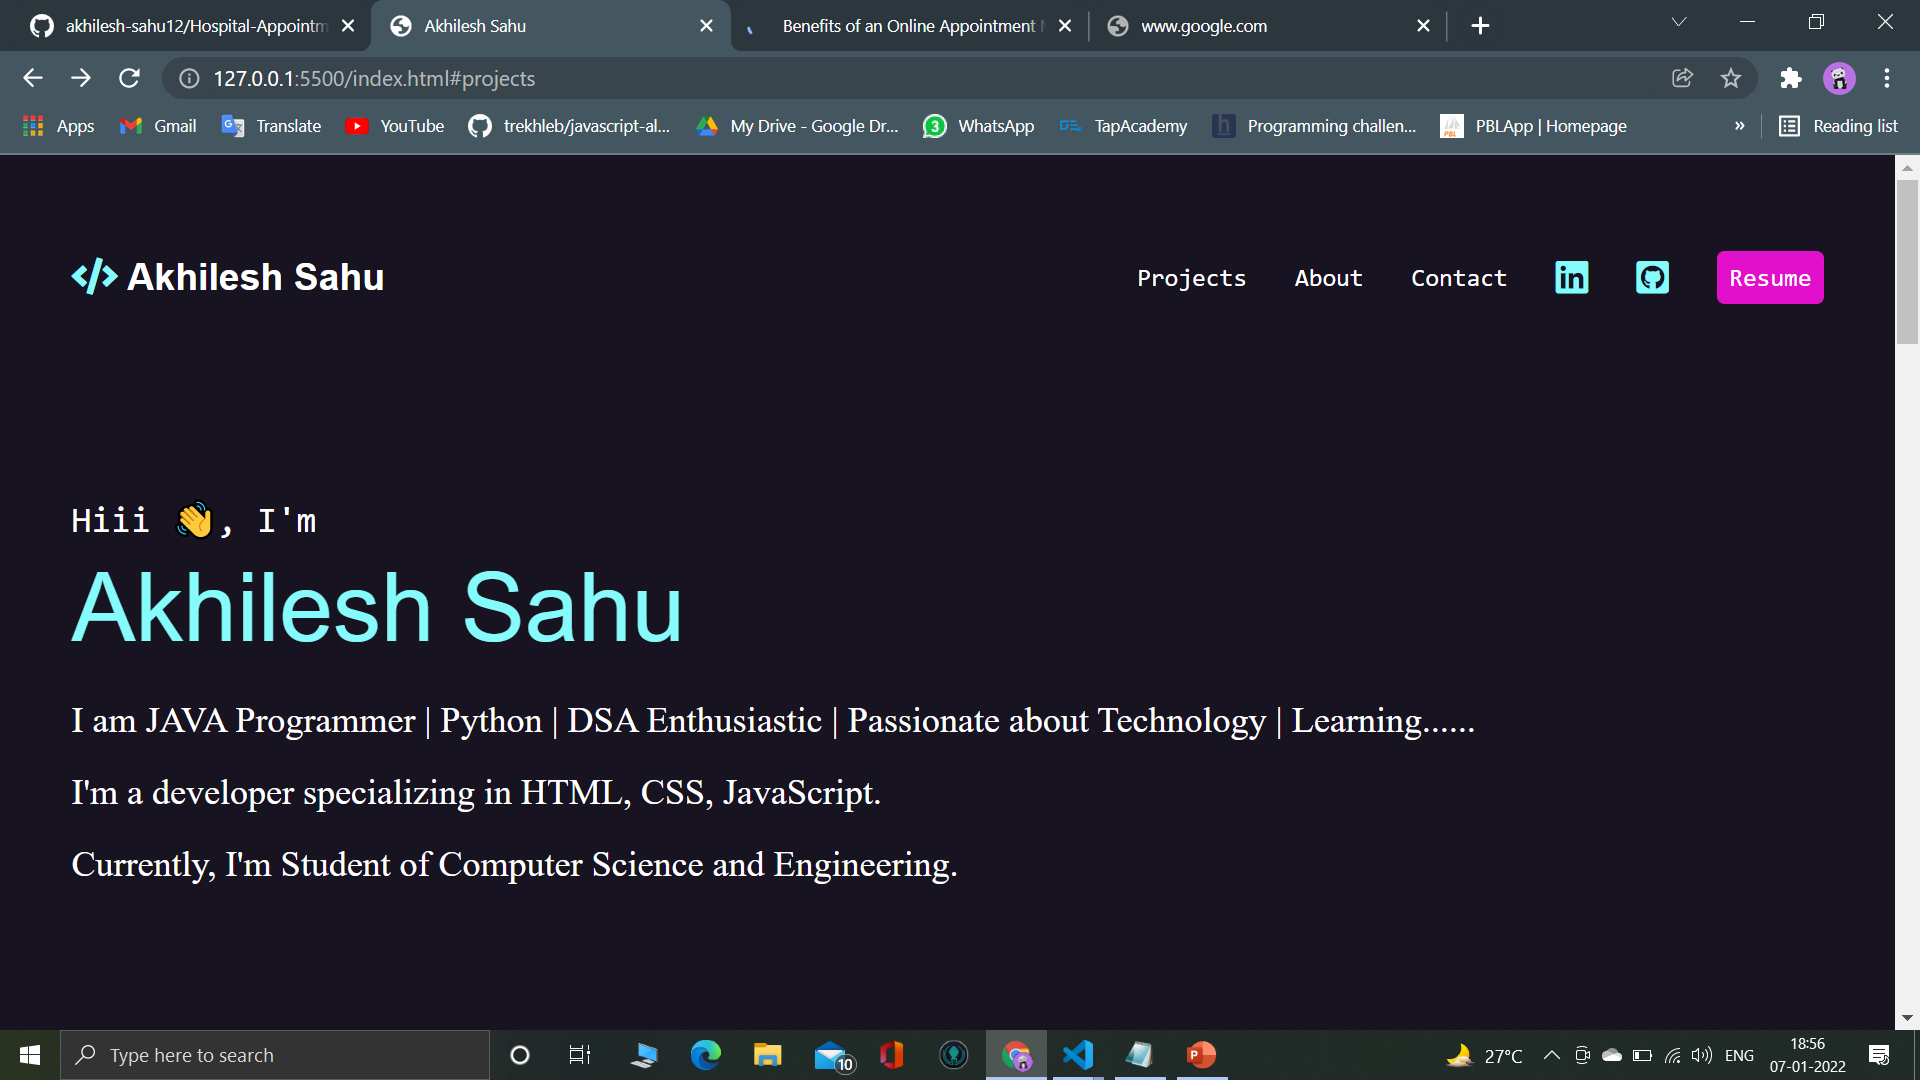 akhilesh-sahu12/Hospital-Appointm
Akhilesh Sahu
Benefits of an Online Appointment
www.google.com
127.0.0.1:5500/index.html#projects
Apps
Gmail
Translate
YouTube
trekhleb/javascript-al...
My Drive - Google Dr...
3
WhatsApp
TapAcademy
h
Programming challen...
PBL
PBLApp | Homepage
»
Reading list
</> Akhilesh Sahu
Projects
About
Contact
in
Resume
Hiii 👋, I'm
Akhilesh Sahu
I am JAVA Programmer | Python | DSA Enthusiastic | Passionate about Technology | Learning......
I'm a developer specializing in HTML, CSS, JavaScript.
Currently, I'm Student of Computer Science and Engineering.
Type here to search
10
P
27°C
ENG
18:56
07-01-2022